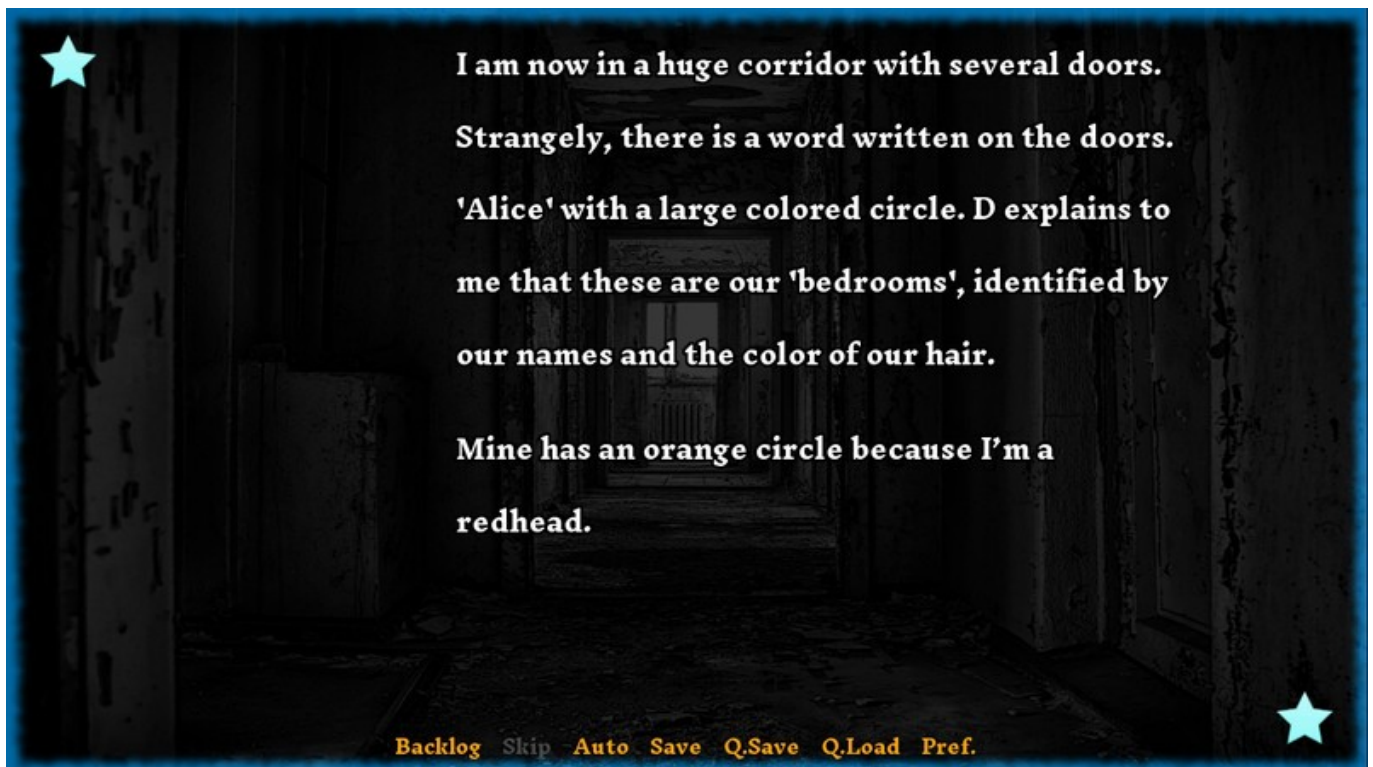 I am now in a huge corridor with several doors.
Strangely, there is a word written on the doors.
'Alice' with a large colored circle. D explains to
me that these are our 'bedrooms', identified by
our names and the color of our hair.
Mine has an orange circle because I’m a
redhead.
Backlog Skip Auto Save Q.Save Q.Load Pref.